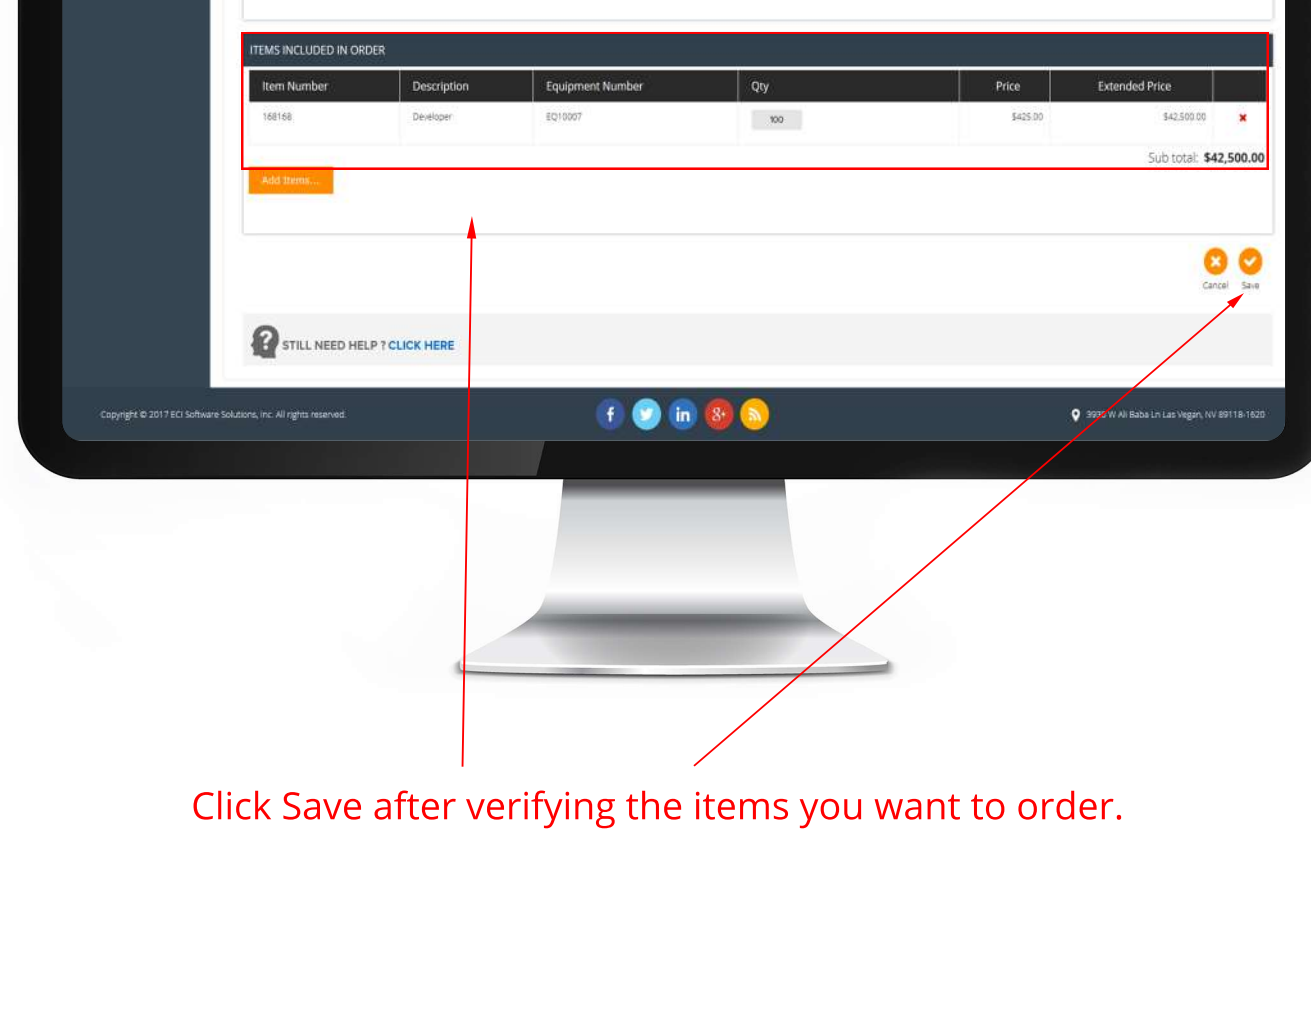 ITEMS INCLUDED IN ORDER
Item Number Description Equipment Number Qty Price Extended Price
168168 Developer EQ10007 100 $425.00 $42,500.00
Sub total: $42,500.00
Add Items...
Cancel Save
STILL NEED HELP ? CLICK HERE
Copyright © 2017 ECI Software Solutions, Inc. All rights reserved.
3930 W Ali Baba Ln Las Vegan, NV 89118-1620
Click Save after verifying the items you want to order.